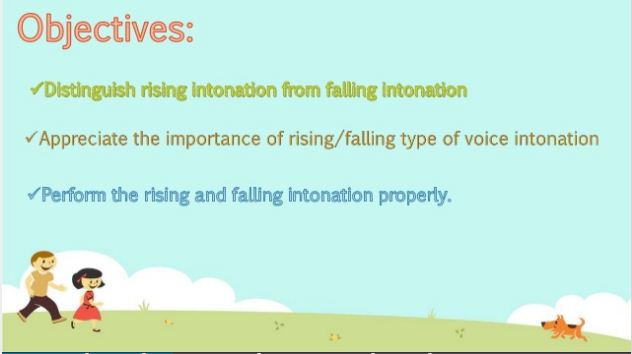 Objectives:
✓Distinguish rising intonation from falling intonation
✓Appreciate the importance of rising/falling type of voice intonation
✓Perform the rising and falling intonation properly.